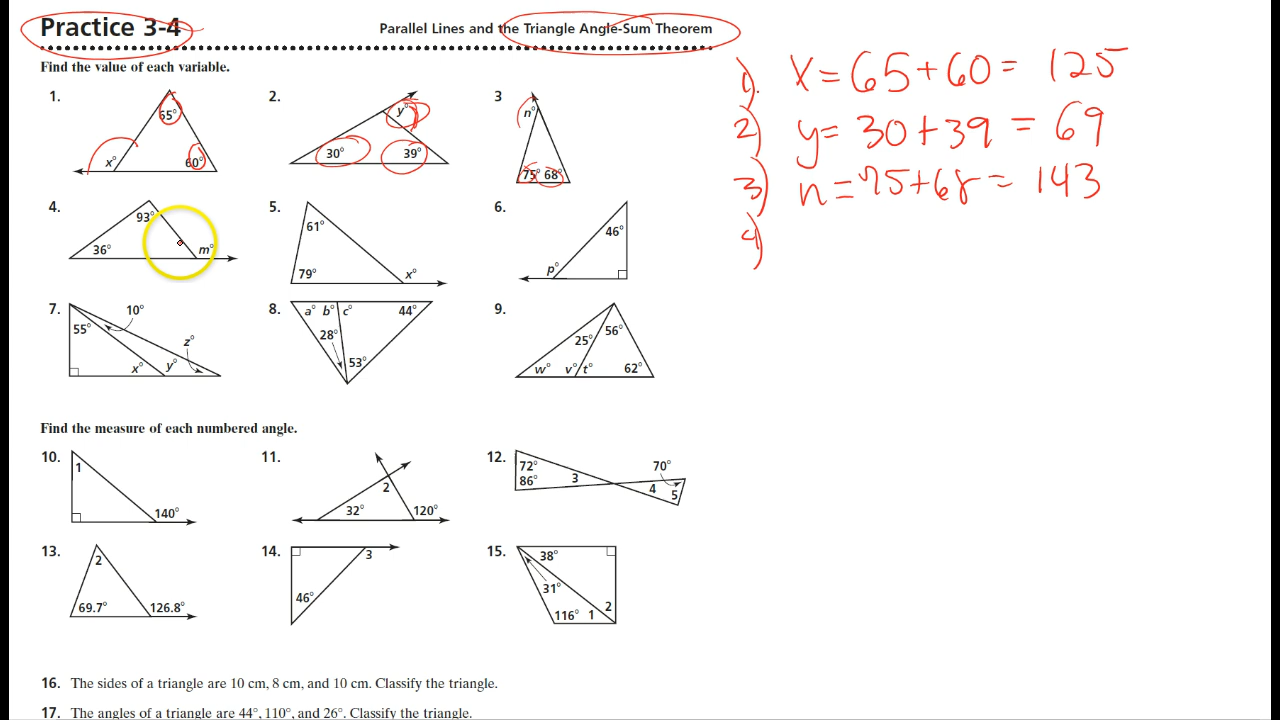 Practice 3-4
Parallel Lines and the Triangle Angle-Sum Theorem
Find the value of each variable.
1. 65° x° 60°
2. y° 30° 39°
3 n° 75° 68°
4. 93° 36° m°
5. 61° 79° x°
6. 46° p°
7. 10° 55° z° x° y°
8. a° b° c° 44° 28° 53°
9. 25° 56° w° v° t° 62°
1) x = 65 + 60 = 125
2) y = 30 + 39 = 69
3) n = 75 + 68 = 143
4)
Find the measure of each numbered angle.
10. 1 140°
11. 2 32° 120°
12. 72° 86° 3 70° 4 5
13. 2 69.7° 126.8°
14. 3 46°
15. 38° 31° 116° 1 2
16. The sides of a triangle are 10 cm, 8 cm, and 10 cm. Classify the triangle.
17. The angles of a triangle are 44°, 110°, and 26°. Classify the triangle.